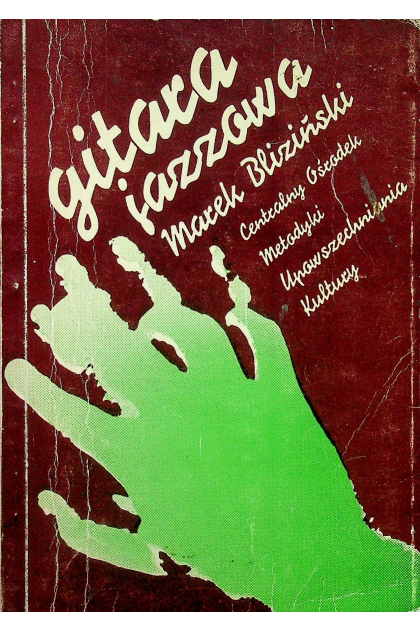 gitara
jazzowa
Marek Bliziński
Centralny Ośrodek
Metodyki
Upowszechniania
Kultury